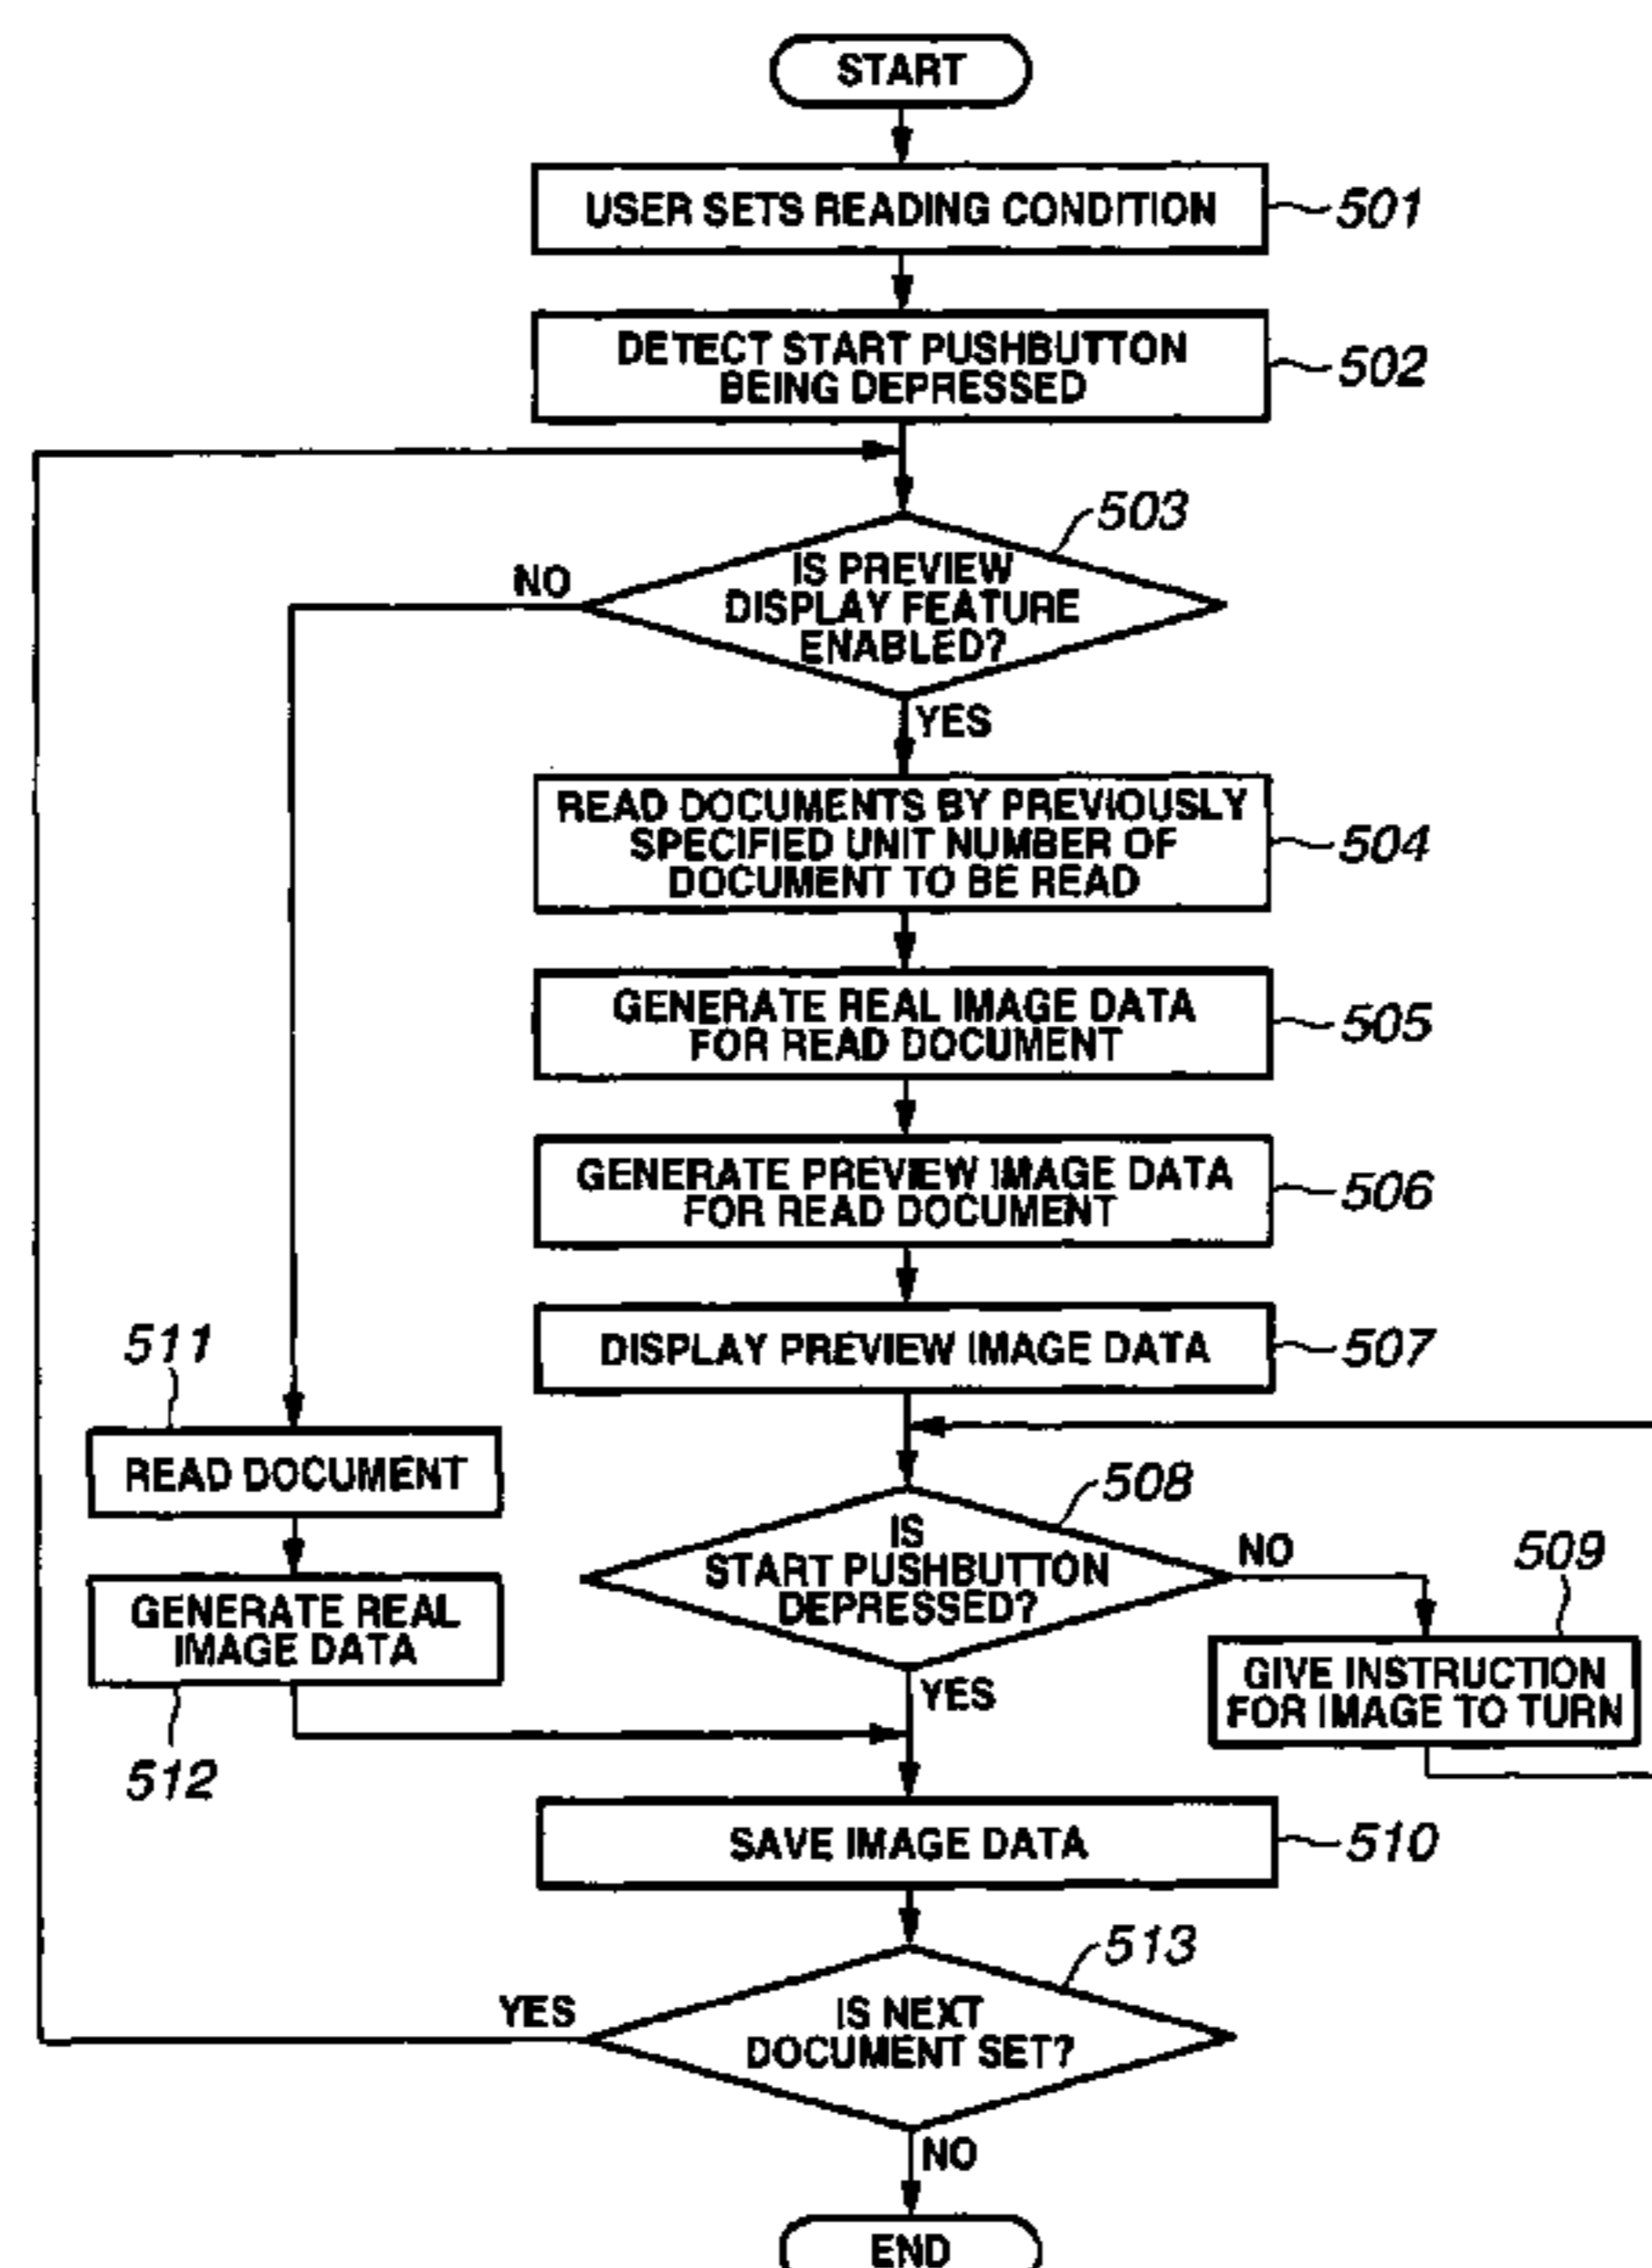 START
USER SETS READING CONDITION
501
DETECT START PUSHBUTTON
BEING DEPRESSED
502
503
IS PREVIEW
DISPLAY FEATURE
ENABLED?
NO
YES
READ DOCUMENTS BY PREVIOUSLY
SPECIFIED UNIT NUMBER OF
DOCUMENT TO BE READ
504
GENERATE REAL IMAGE DATA
FOR READ DOCUMENT
505
GENERATE PREVIEW IMAGE DATA
FOR READ DOCUMENT
506
DISPLAY PREVIEW IMAGE DATA
507
511
READ DOCUMENT
508
IS
START PUSHBUTTON
DEPRESSED?
NO
509
GENERATE REAL
IMAGE DATA
512
YES
GIVE INSTRUCTION
FOR IMAGE TO TURN
SAVE IMAGE DATA
510
513
YES
IS NEXT
DOCUMENT SET?
NO
END